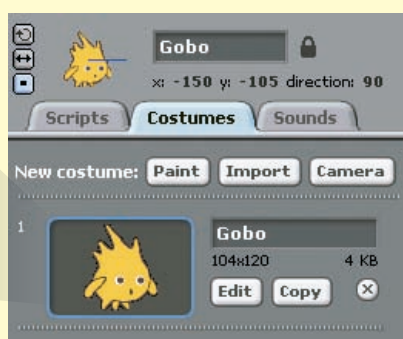 Gobo
x: -150 y: -105 direction: 90
Scripts Costumes Sounds
New costume: Paint Import Camera
1
Gobo
104x120 4 KB
Edit Copy